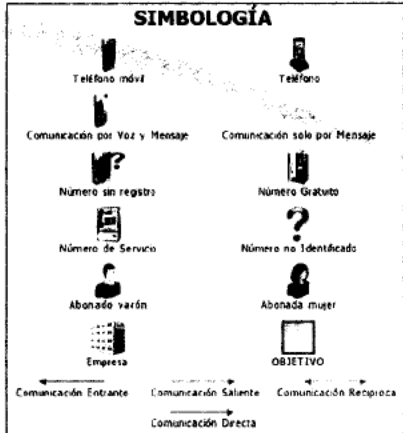 SIMBOLOGÍA
Teléfono móvil
Teléfono
Comunicación por Voz y Mensaje
Comunicación solo por Mensaje
Número sin registro
Número Gratuito
Número de Servicio
Número no Identificado
Abonado varón
Abonada mujer
Empresa
OBJETIVO
Comunicación Entrante
Comunicación Saliente
Comunicación Recíproca
Comunicación Directa